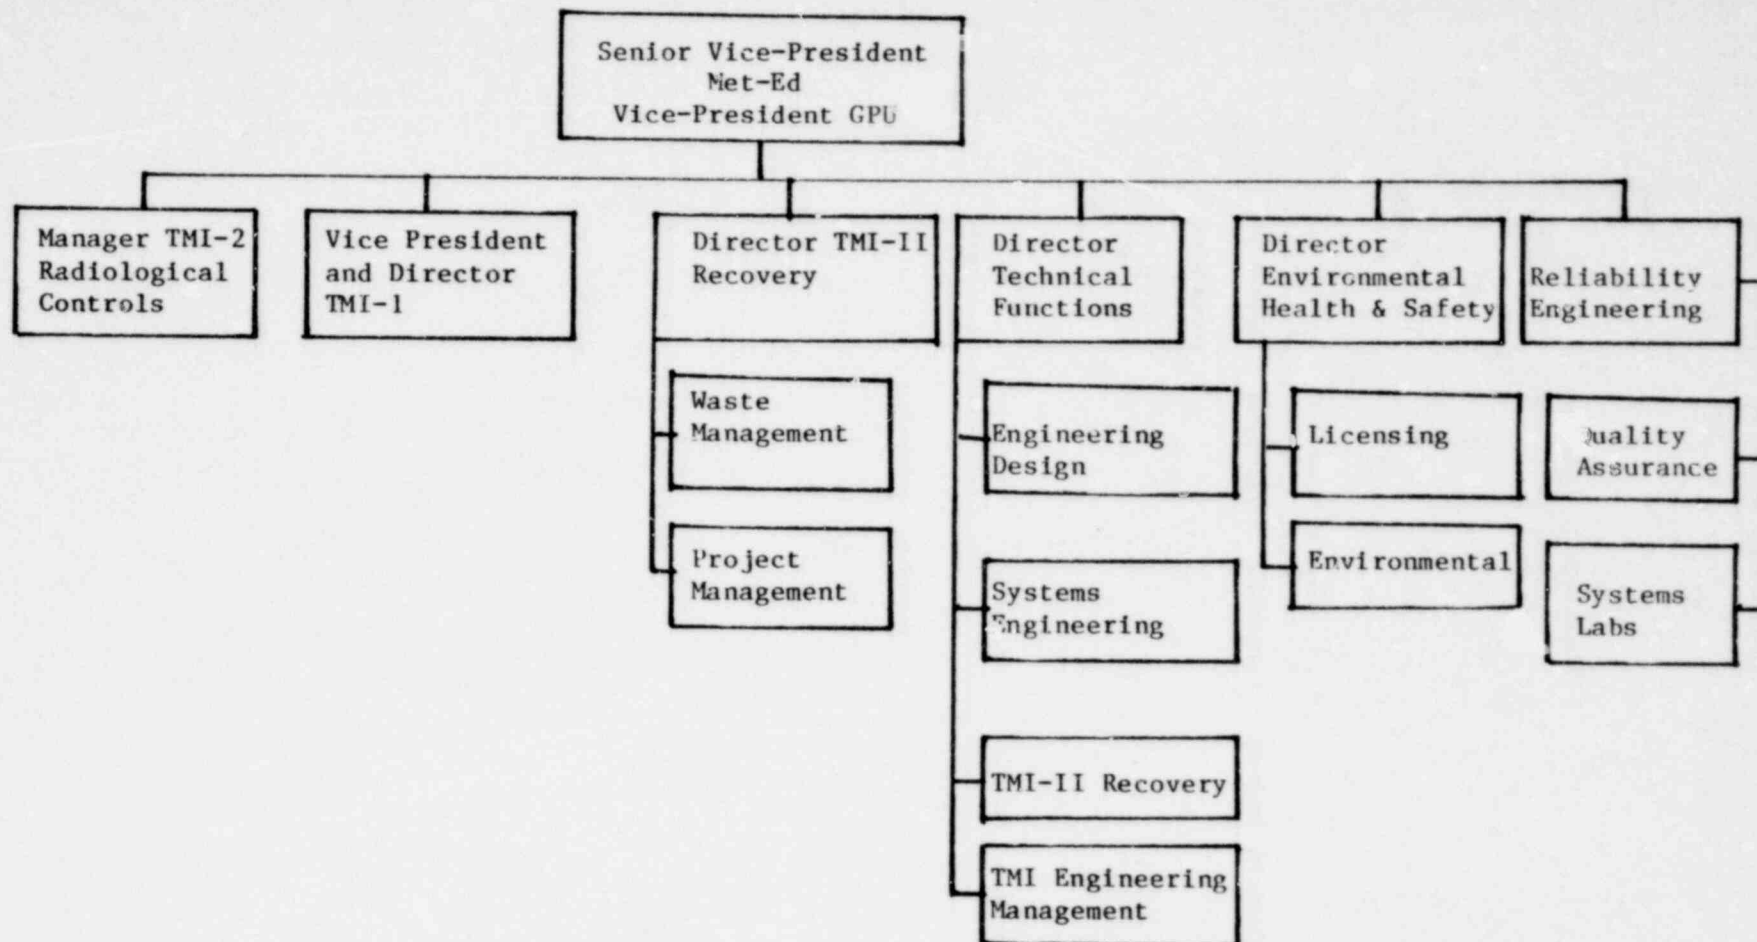 Senior Vice-President
Met-Ed
Vice-President GPU
Manager TMI-2
Radiological
Controls
Vice President
and Director
TMI-1
Director TMI-II
Recovery
Director
Technical
Functions
Director
Environmental
Health & Safety
Reliability
Engineering
Waste
Management
Project
Management
Engineering
Design
Systems
Engineering
TMI-II Recovery
TMI Engineering
Management
Licensing
Environmental
Quality
Assurance
Systems
Labs